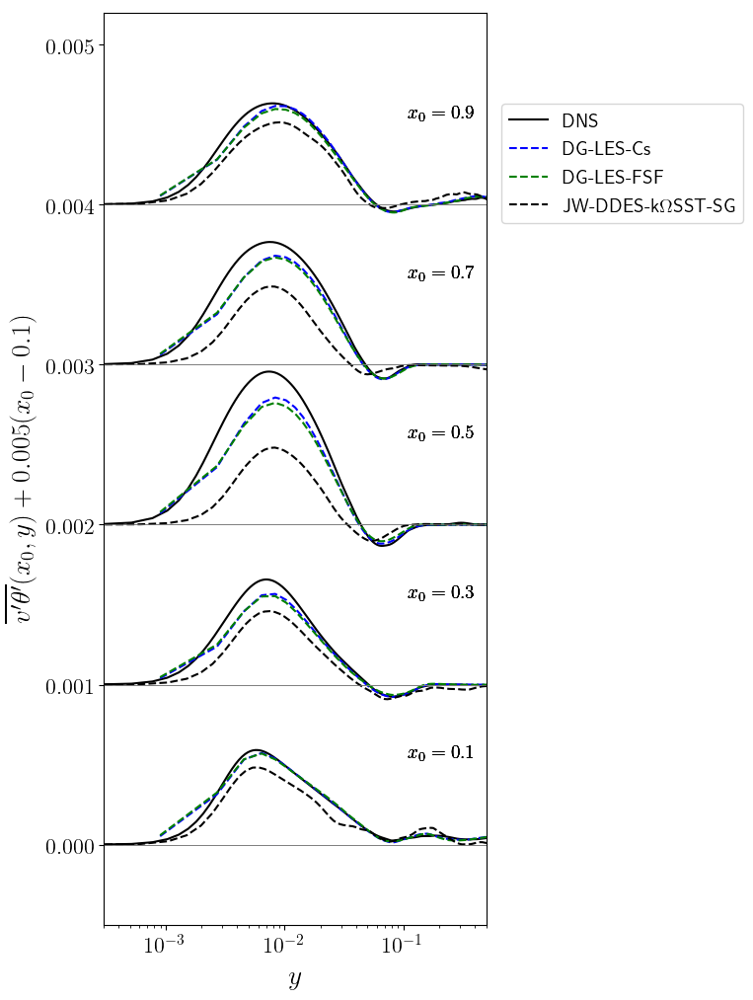 0.005
x₀ = 0.9
DNS
DG-LES-Cs
DG-LES-FSF
JW-DDES-kΩSST-SG
0.004
x₀ = 0.7
0.003
x₀ = 0.5
0.002
x₀ = 0.3
0.001
x₀ = 0.1
0.000
v′θ′(x₀, y) + 0.005(x₀ − 0.1)
10⁻³ 10⁻² 10⁻¹
y